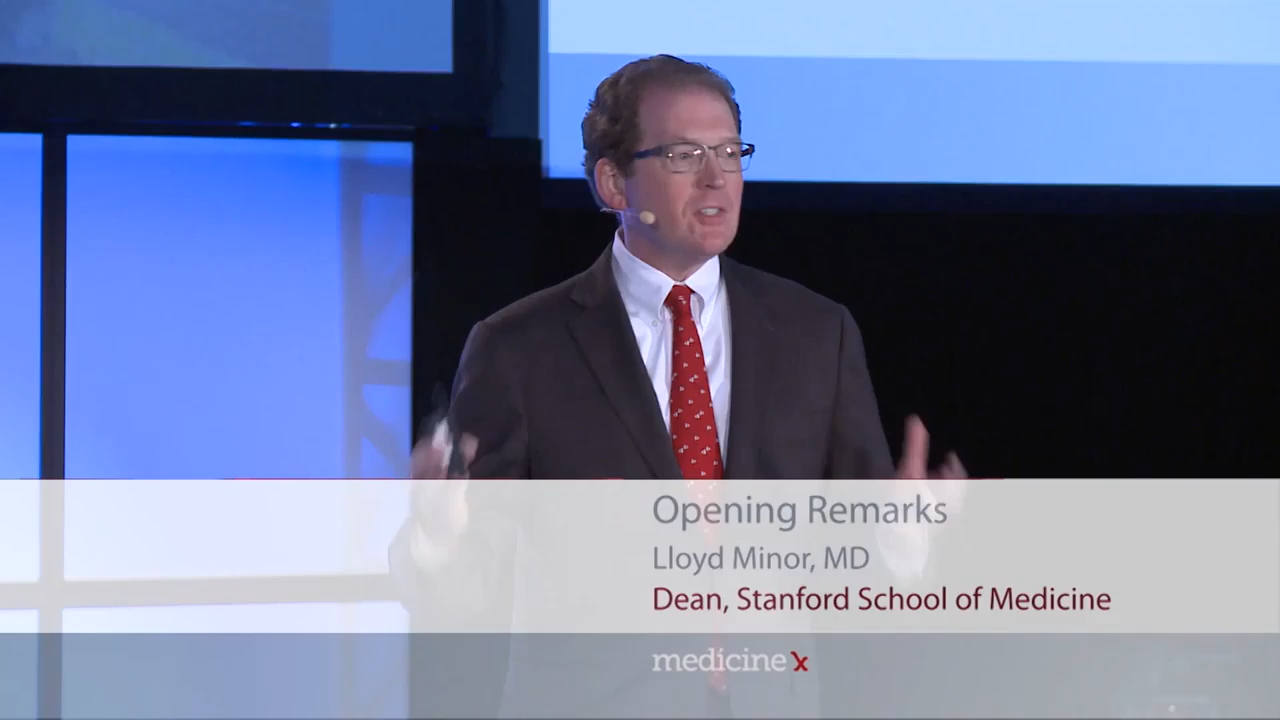 Opening Remarks
Lloyd Minor, MD
Dean, Stanford School of Medicine
medicine x